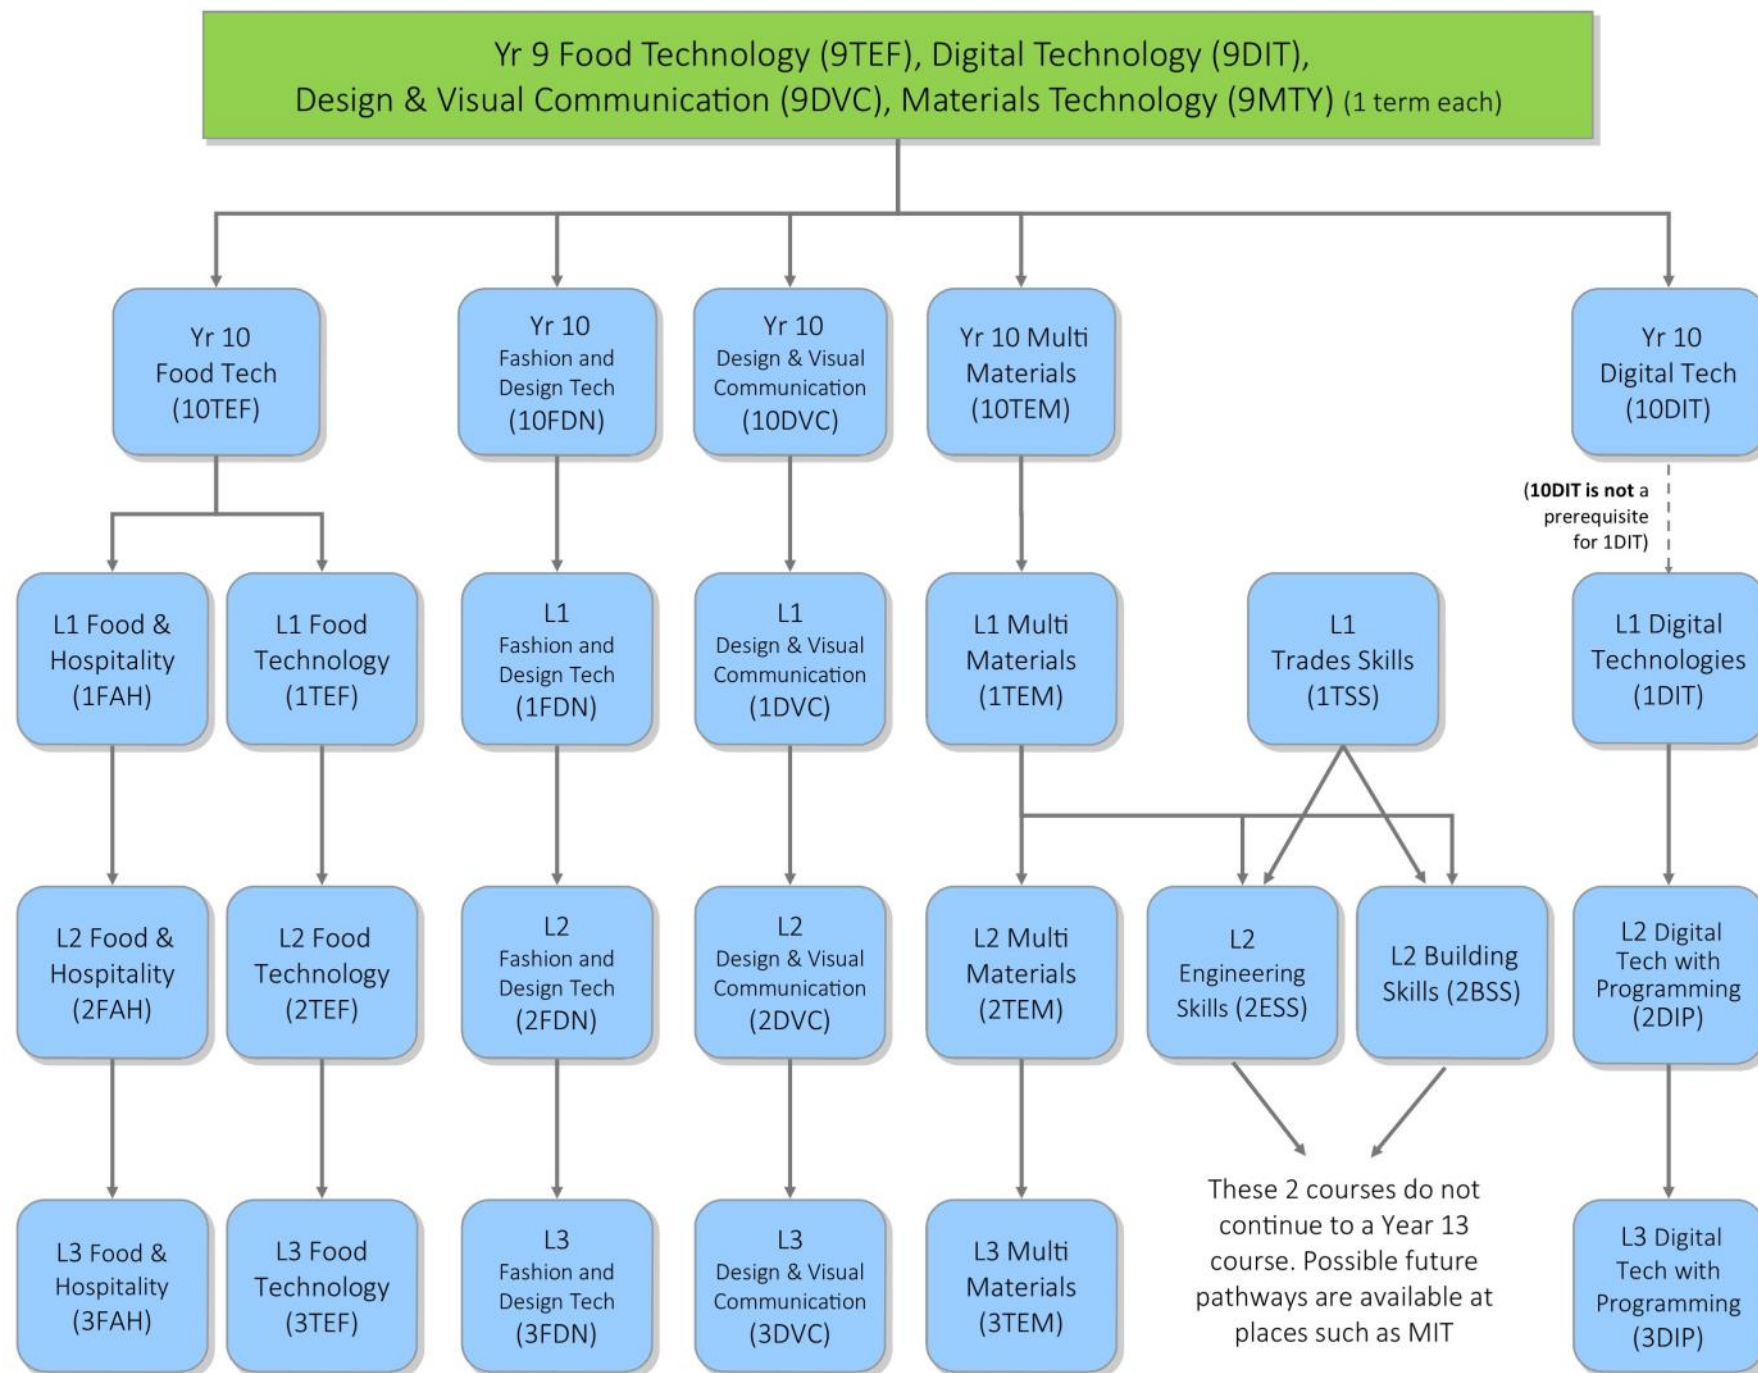 Yr 9 Food Technology (9TEF), Digital Technology (9DIT),
Design & Visual Communication (9DVC), Materials Technology (9MTY) (1 term each)
Yr 10
Food Tech
(10TEF)
Yr 10
Fashion and
Design Tech
(10FDN)
Yr 10
Design & Visual
Communication
(10DVC)
Yr 10 Multi
Materials
(10TEM)
Yr 10
Digital Tech
(10DIT)
(10DIT is not a
prerequisite
for 1DIT)
L1 Food &
Hospitality
(1FAH)
L1 Food
Technology
(1TEF)
L1
Fashion and
Design Tech
(1FDN)
L1
Design & Visual
Communication
(1DVC)
L1 Multi
Materials
(1TEM)
L1
Trades Skills
(1TSS)
L1 Digital
Technologies
(1DIT)
L2 Food &
Hospitality
(2FAH)
L2 Food
Technology
(2TEF)
L2
Fashion and
Design Tech
(2FDN)
L2
Design & Visual
Communication
(2DVC)
L2 Multi
Materials
(2TEM)
L2
Engineering
Skills (2ESS)
L2 Building
Skills (2BSS)
L2 Digital
Tech with
Programming
(2DIP)
L3 Food &
Hospitality
(3FAH)
L3 Food
Technology
(3TEF)
L3
Fashion and
Design Tech
(3FDN)
L3
Design & Visual
Communication
(3DVC)
L3 Multi
Materials
(3TEM)
These 2 courses do not
continue to a Year 13
course. Possible future
pathways are available at
places such as MIT
L3 Digital
Tech with
Programming
(3DIP)